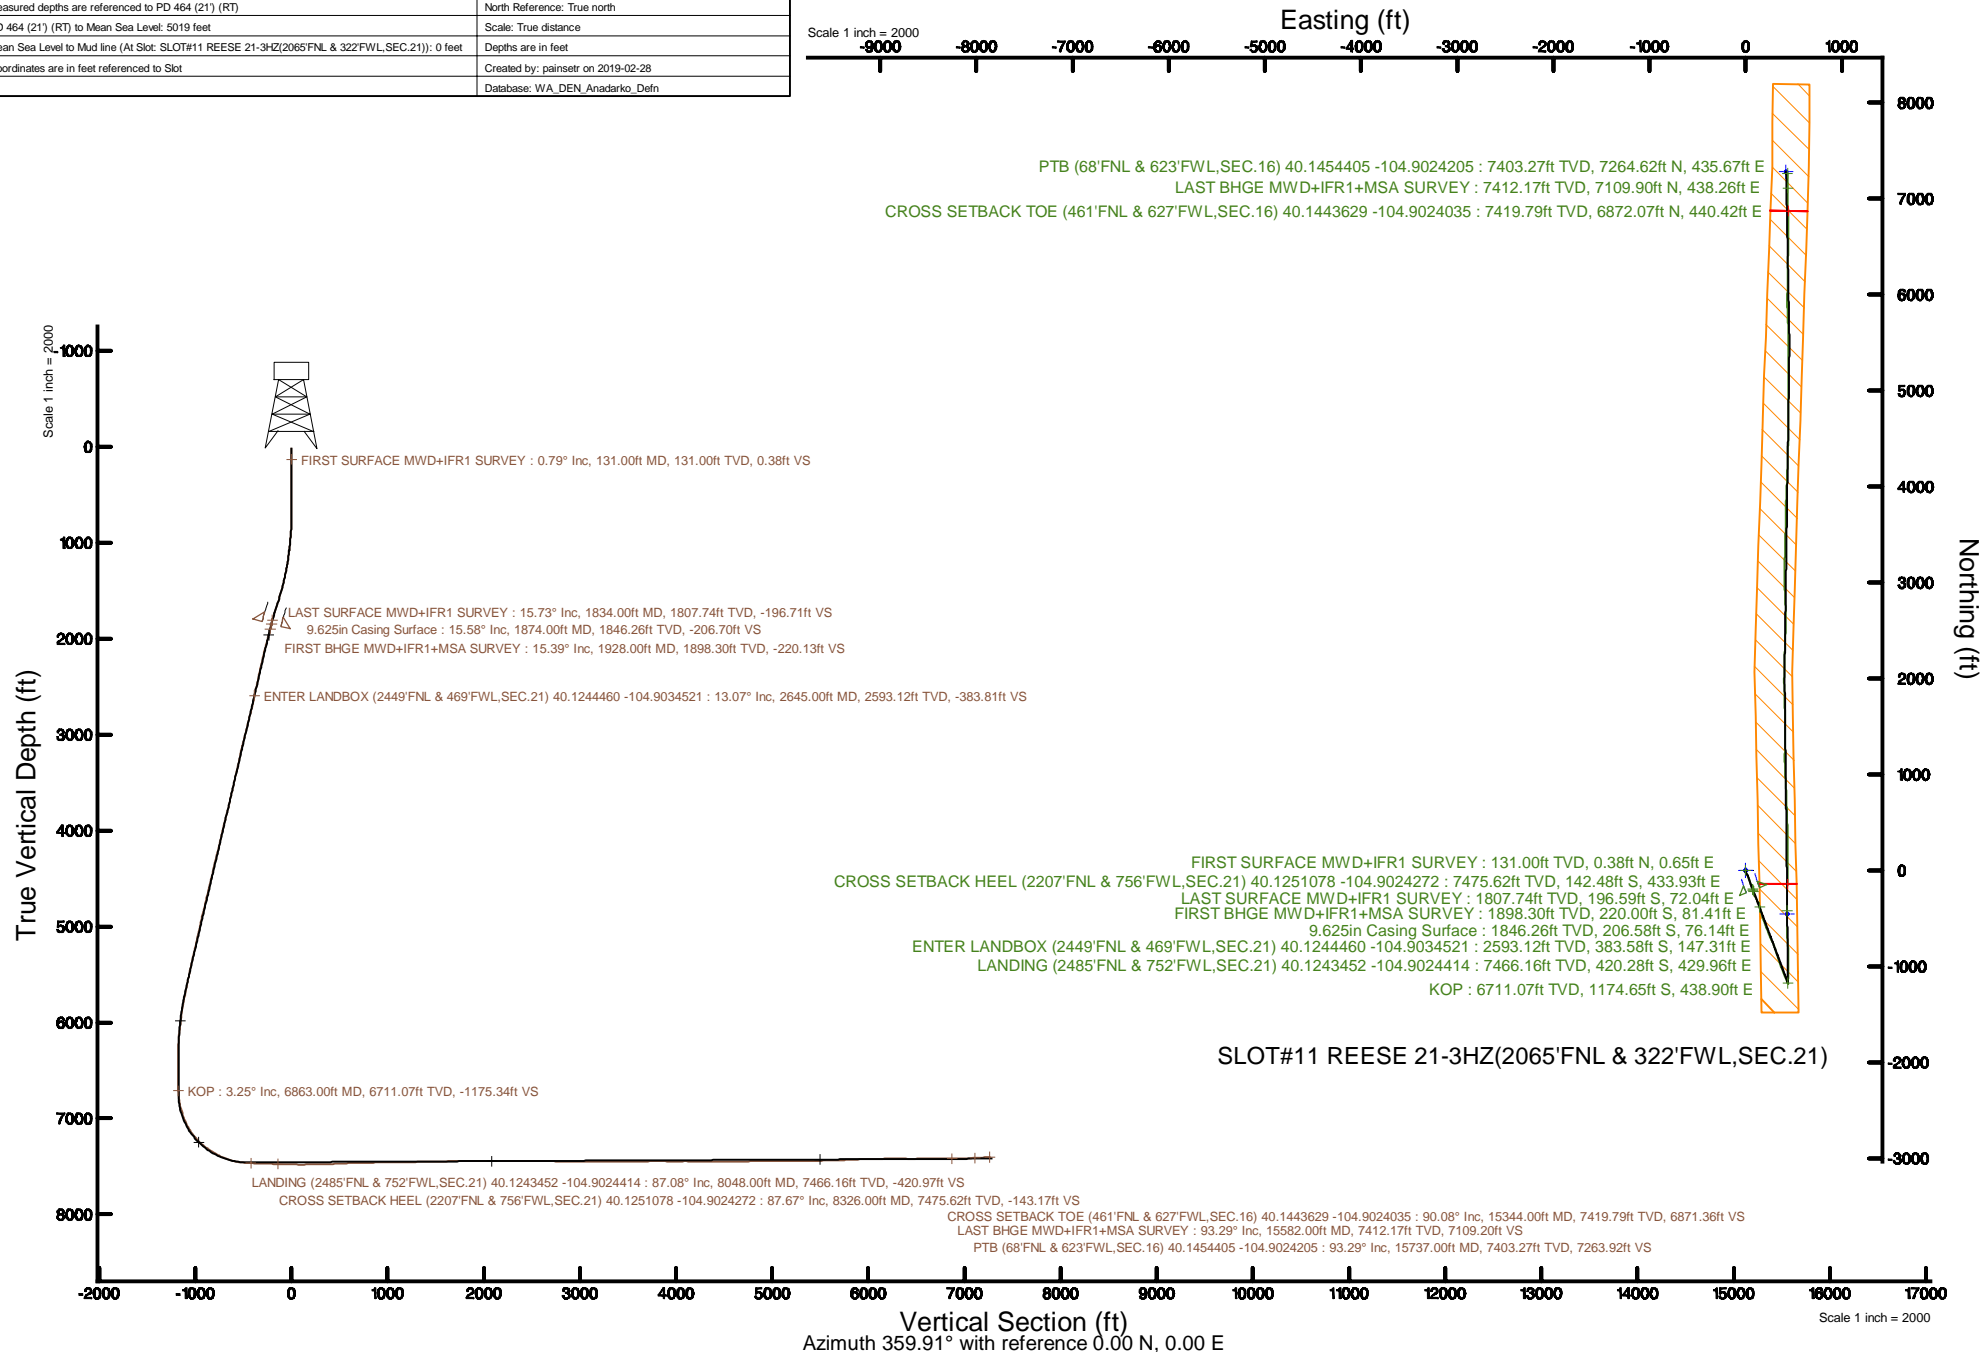 easured depths are referenced to PD 464 (21') (RT)
North Reference: True north
D 464 (21') (RT) to Mean Sea Level: 5019 feet
Scale: True distance
ean Sea Level to Mud line (At Slot: SLOT#11 REESE 21-3HZ(2065'FNL & 322'FWL,SEC.21)): 0 feet
Depths are in feet
oordinates are in feet referenced to Slot
Created by: painsetr on 2019-02-28
Database: WA_DEN_Anadarko_Defn
Easting (ft)
Scale 1 inch = 2000
-9000 -8000 -7000 -6000 -5000 -4000 -3000 -2000 -1000 0 1000
PTB (68'FNL & 623'FWL,SEC.16) 40.1454405 -104.9024205 : 7403.27ft TVD, 7264.62ft N, 435.67ft E
LAST BHGE MWD+IFR1+MSA SURVEY : 7412.17ft TVD, 7109.90ft N, 438.26ft E
CROSS SETBACK TOE (461'FNL & 627'FWL,SEC.16) 40.1443629 -104.9024035 : 7419.79ft TVD, 6872.07ft N, 440.42ft E
FIRST SURFACE MWD+IFR1 SURVEY : 131.00ft TVD, 0.38ft N, 0.65ft E
CROSS SETBACK HEEL (2207'FNL & 756'FWL,SEC.21) 40.1251078 -104.9024272 : 7475.62ft TVD, 142.48ft S, 433.93ft E
LAST SURFACE MWD+IFR1 SURVEY : 1807.74ft TVD, 196.59ft S, 72.04ft E
FIRST BHGE MWD+IFR1+MSA SURVEY : 1898.30ft TVD, 220.00ft S, 81.41ft E
9.625in Casing Surface : 1846.26ft TVD, 206.58ft S, 76.14ft E
ENTER LANDBOX (2449'FNL & 469'FWL,SEC.21) 40.1244460 -104.9034521 : 2593.12ft TVD, 383.58ft S, 147.31ft E
LANDING (2485'FNL & 752'FWL,SEC.21) 40.1243452 -104.9024414 : 7466.16ft TVD, 420.28ft S, 429.96ft E
KOP : 6711.07ft TVD, 1174.65ft S, 438.90ft E
SLOT#11 REESE 21-3HZ(2065'FNL & 322'FWL,SEC.21)
8000
7000
6000
5000
4000
3000
2000
1000
0
-1000
-2000
-3000
Northing (ft)
Scale 1 inch = 2000
True Vertical Depth (ft)
-1000
0
1000
2000
3000
4000
5000
6000
7000
8000
FIRST SURFACE MWD+IFR1 SURVEY : 0.79° Inc, 131.00ft MD, 131.00ft TVD, 0.38ft VS
LAST SURFACE MWD+IFR1 SURVEY : 15.73° Inc, 1834.00ft MD, 1807.74ft TVD, -196.71ft VS
9.625in Casing Surface : 15.58° Inc, 1874.00ft MD, 1846.26ft TVD, -206.70ft VS
FIRST BHGE MWD+IFR1+MSA SURVEY : 15.39° Inc, 1928.00ft MD, 1898.30ft TVD, -220.13ft VS
ENTER LANDBOX (2449'FNL & 469'FWL,SEC.21) 40.1244460 -104.9034521 : 13.07° Inc, 2645.00ft MD, 2593.12ft TVD, -383.81ft VS
KOP : 3.25° Inc, 6863.00ft MD, 6711.07ft TVD, -1175.34ft VS
LANDING (2485'FNL & 752'FWL,SEC.21) 40.1243452 -104.9024414 : 87.08° Inc, 8048.00ft MD, 7466.16ft TVD, -420.97ft VS
CROSS SETBACK HEEL (2207'FNL & 756'FWL,SEC.21) 40.1251078 -104.9024272 : 87.67° Inc, 8326.00ft MD, 7475.62ft TVD, -143.17ft VS
CROSS SETBACK TOE (461'FNL & 627'FWL,SEC.16) 40.1443629 -104.9024035 : 90.08° Inc, 15344.00ft MD, 7419.79ft TVD, 6871.36ft VS
LAST BHGE MWD+IFR1+MSA SURVEY : 93.29° Inc, 15582.00ft MD, 7412.17ft TVD, 7109.20ft VS
PTB (68'FNL & 623'FWL,SEC.16) 40.1454405 -104.9024205 : 93.29° Inc, 15737.00ft MD, 7403.27ft TVD, 7263.92ft VS
-2000 -1000 0 1000 2000 3000 4000 5000 6000 7000 8000 9000 10000 11000 12000 13000 14000 15000 16000 17000
Vertical Section (ft)
Scale 1 inch = 2000
Azimuth 359.91° with reference 0.00 N, 0.00 E